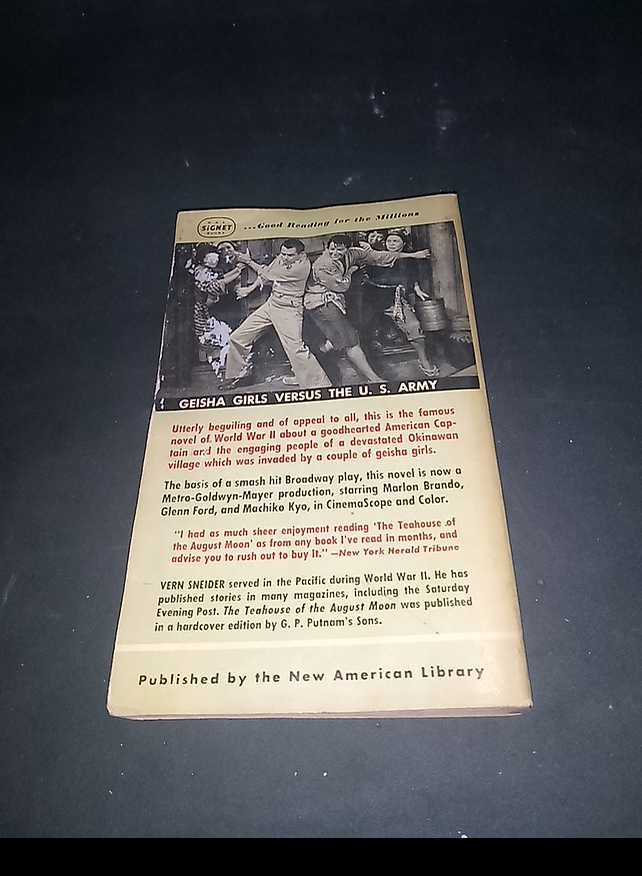 SIGNET
BOOKS
...Good Reading for the Millions
GEISHA GIRLS VERSUS THE U. S. ARMY
Utterly beguiling and of appeal to all, this is the famous
novel of World War II about a goodhearted American Cap-
tain and the engaging people of a devastated Okinawan
village which was invaded by a couple of geisha girls.
The basis of a smash hit Broadway play, this novel is now a
Metro-Goldwyn-Mayer production, starring Marlon Brando,
Glenn Ford, and Machiko Kyo, in CinemaScope and Color.
"I had as much sheer enjoyment reading 'The Teahouse of
the August Moon' as from any book I've read in months, and
advise you to rush out to buy it." —New York Herald Tribune
VERN SNEIDER served in the Pacific during World War II. He has
published stories in many magazines, including the Saturday
Evening Post. The Teahouse of the August Moon was published
in a hardcover edition by G. P. Putnam's Sons.
Published by the New American Library